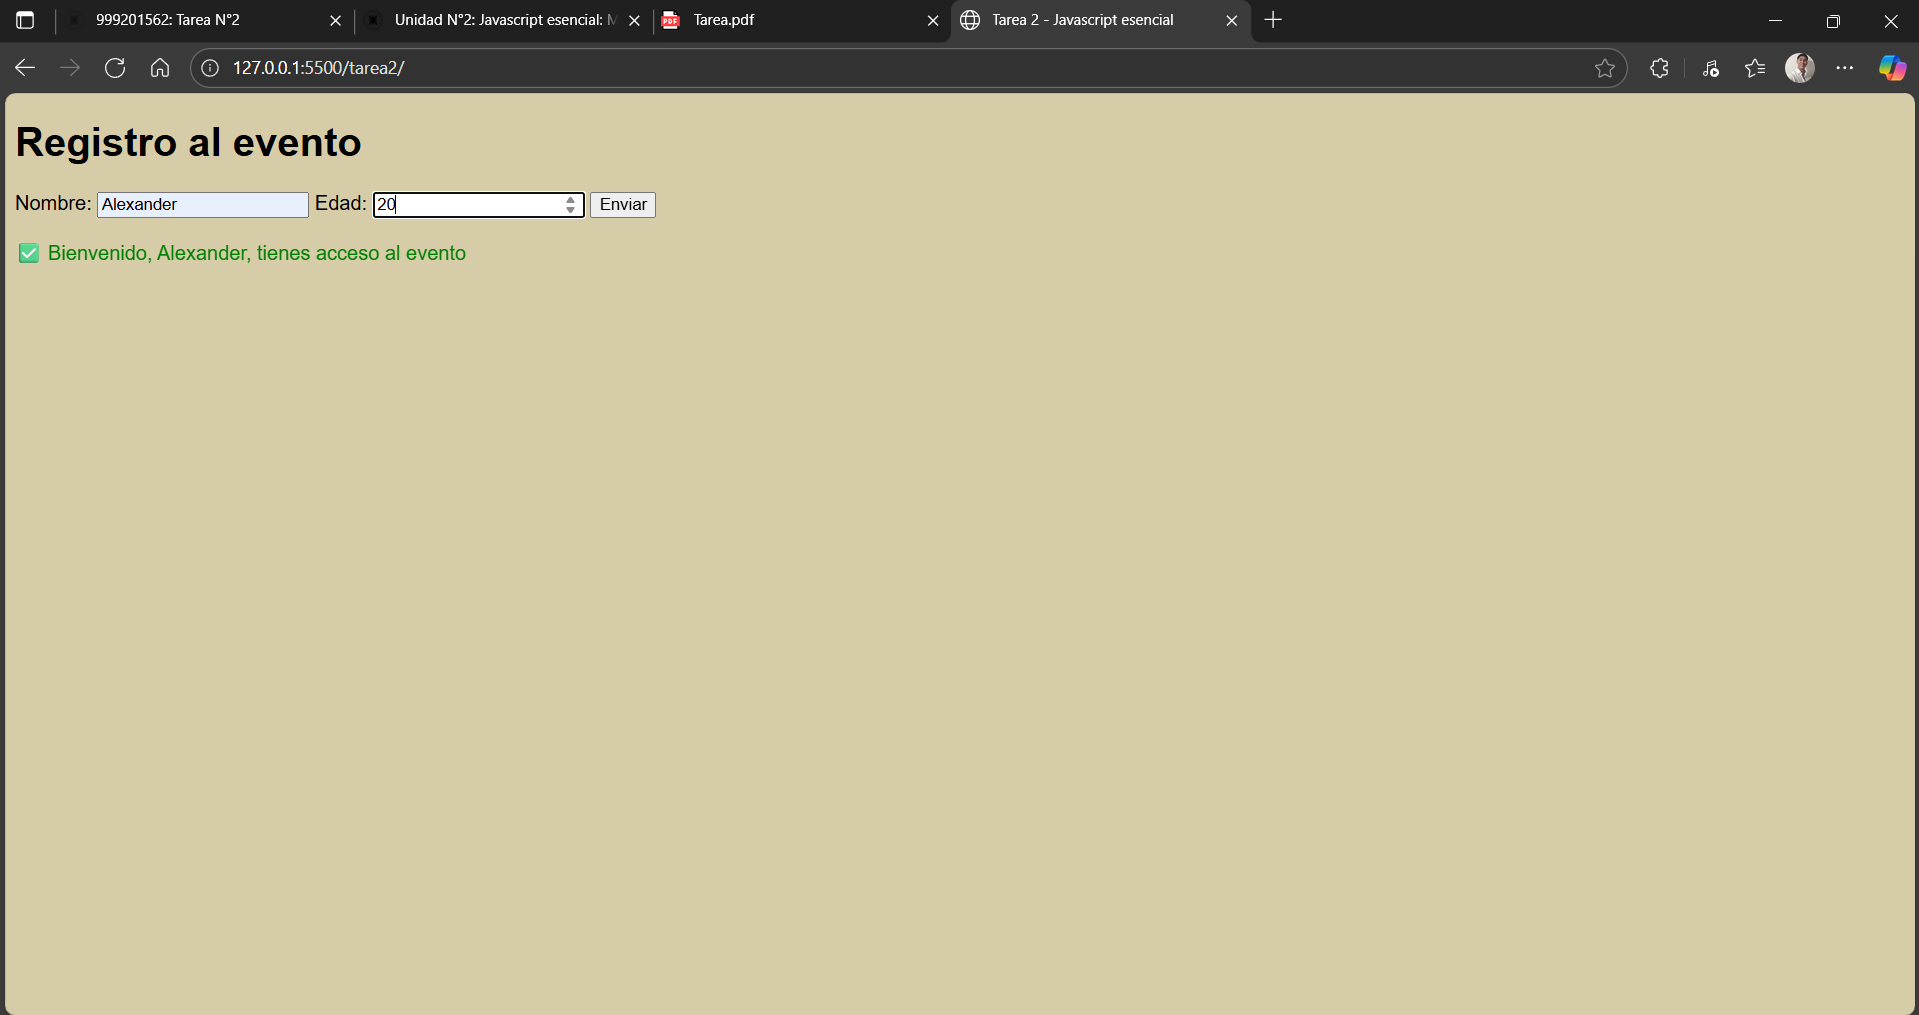 999201562: Tarea N°2
Unidad N°2: Javascript esencial:
PDF
Tarea.pdf
Tarea 2 - Javascript esencial
127.0.0.1:5500/tarea2/
Registro al evento
Nombre: Alexander Edad: 20 Enviar
✅ Bienvenido, Alexander, tienes acceso al evento